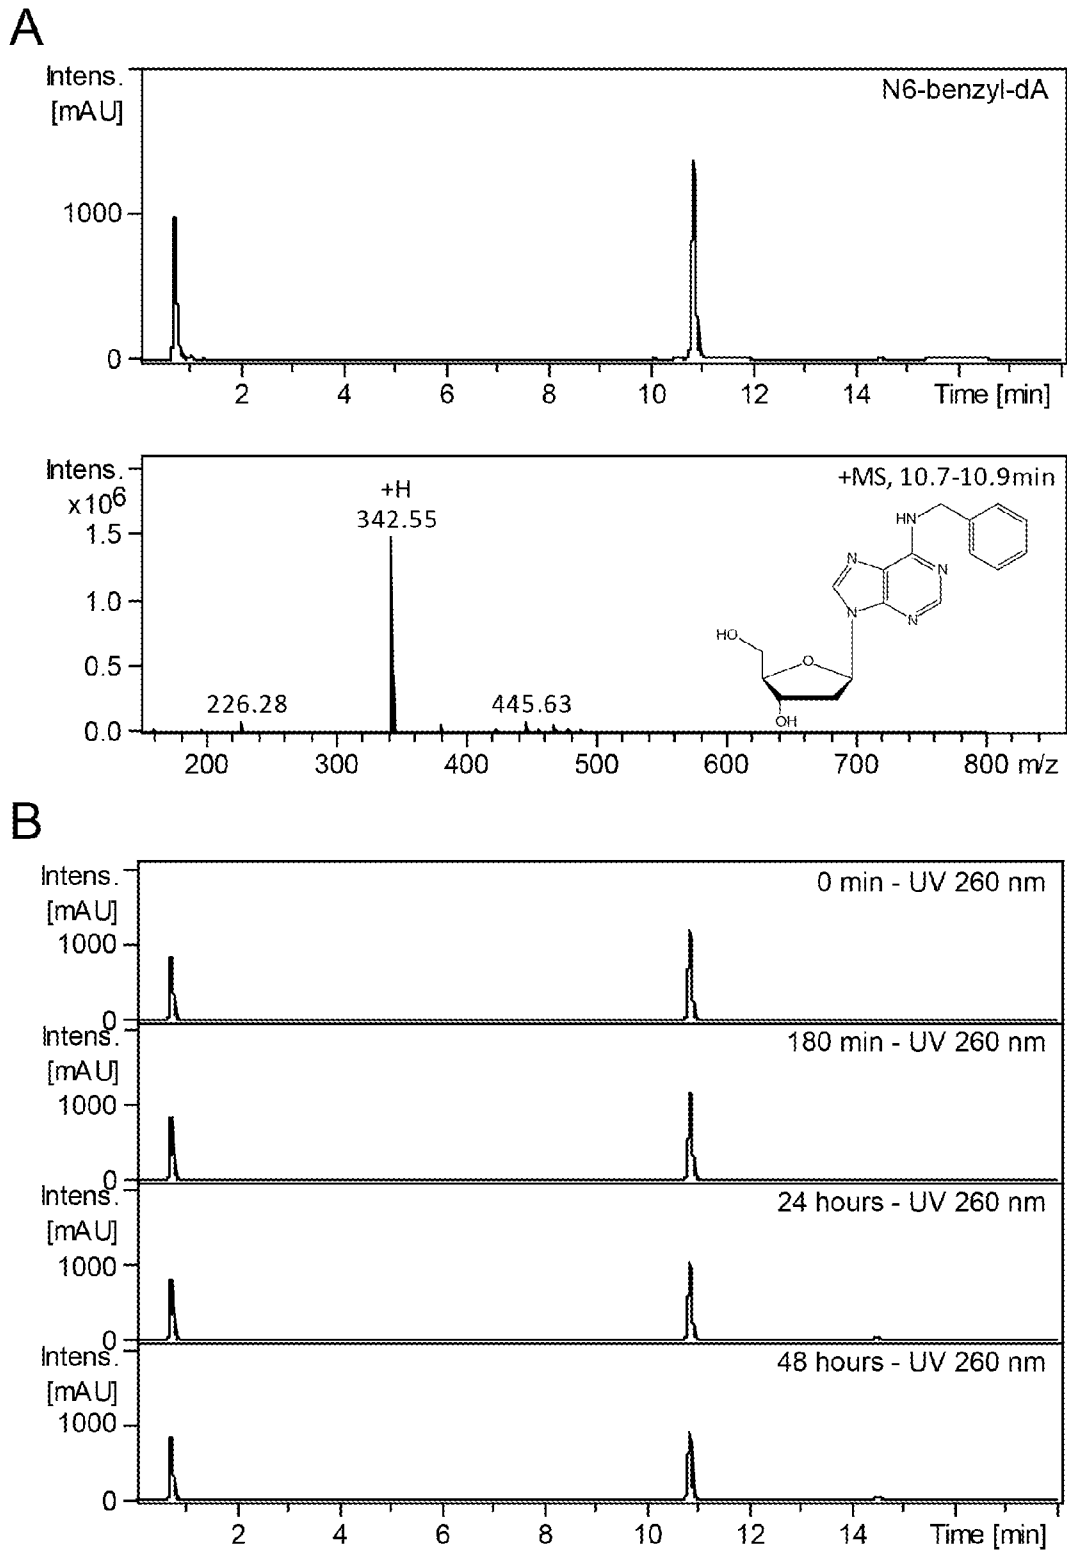 A
Intens.
[mAU]
N6-benzyl-dA
1000
0
2 4 6 8 10 12 14 Time [min]
Intens.
x10^6
+MS, 10.7-10.9min
+H
342.55
1.5
1.0
0.5
0.0
226.28
445.63
HN
N
N
N
N
HO
O
OH
200 300 400 500 600 700 800 m/z
B
Intens.
[mAU]
0 min - UV 260 nm
1000
0
Intens.
[mAU]
180 min - UV 260 nm
1000
0
Intens.
[mAU]
24 hours - UV 260 nm
1000
0
Intens.
[mAU]
48 hours - UV 260 nm
1000
0
2 4 6 8 10 12 14 Time [min]